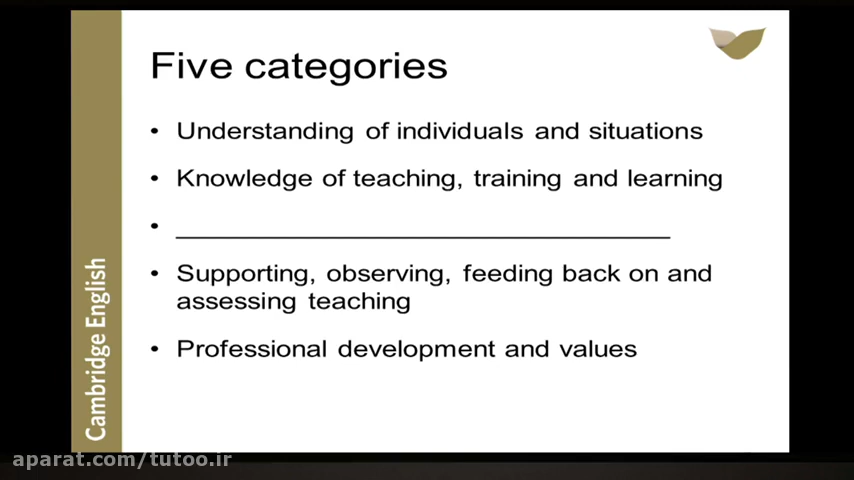 Five categories
• Understanding of individuals and situations
• Knowledge of teaching, training and learning
• ______________________________________
• Supporting, observing, feeding back on and
assessing teaching
• Professional development and values
Cambridge English
aparat.com/tutoo.ir